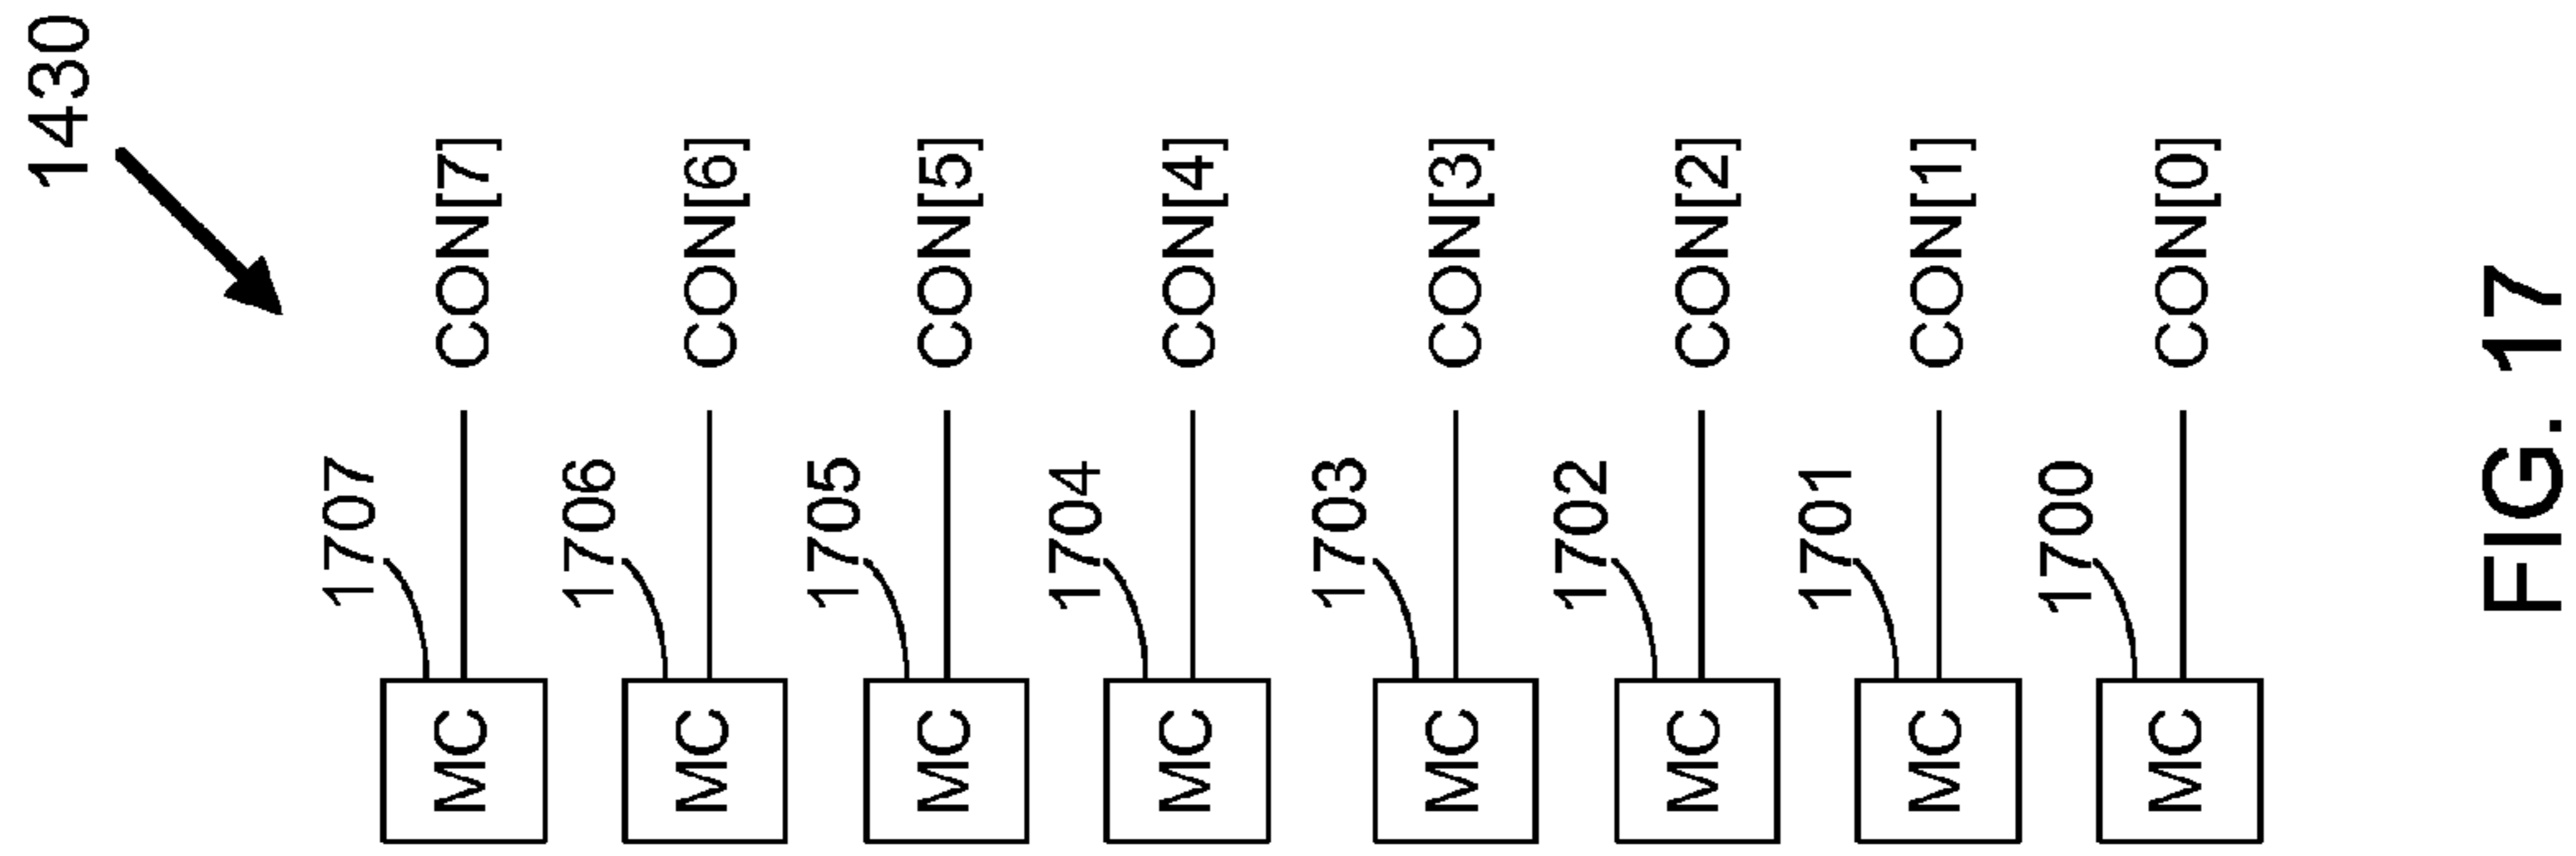 1430
MC 1707 CON[7]
MC 1706 CON[6]
MC 1705 CON[5]
MC 1704 CON[4]
MC 1703 CON[3]
MC 1702 CON[2]
MC 1701 CON[1]
MC 1700 CON[0]
FIG. 17